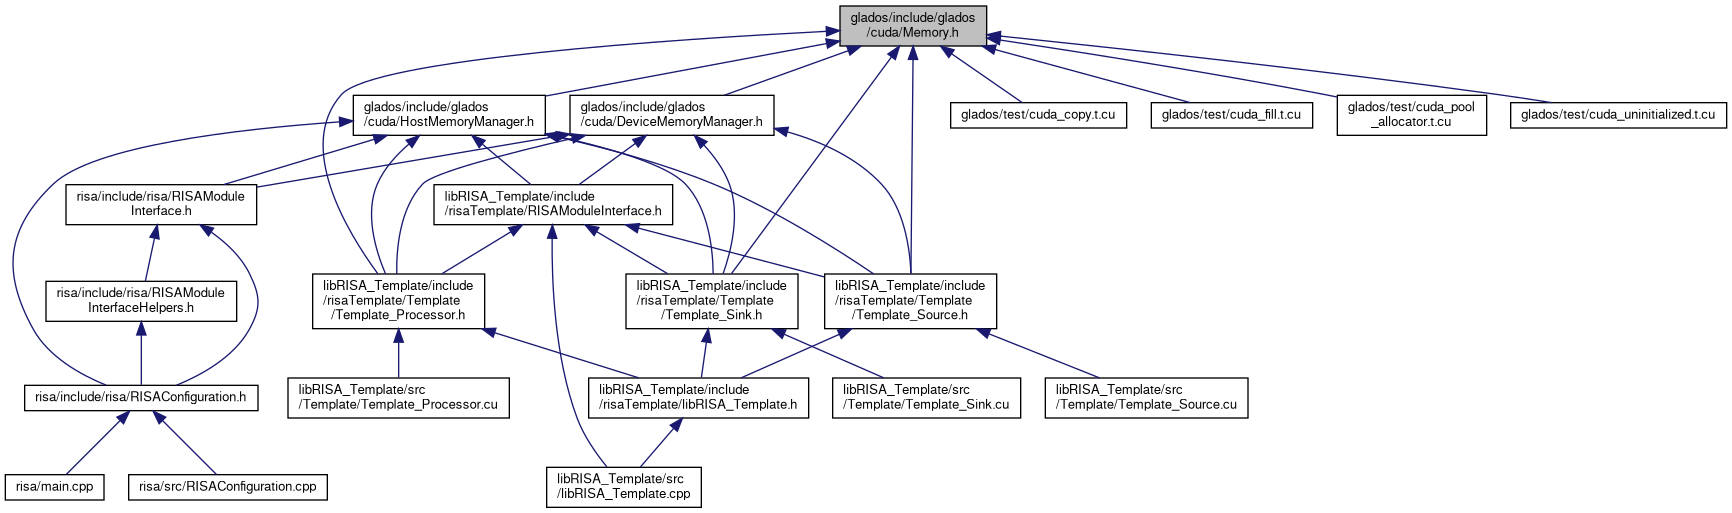 glados/include/glados
/cuda/Memory.h
glados/include/glados
/cuda/HostMemoryManager.h
glados/include/glados
/cuda/DeviceMemoryManager.h
glados/test/cuda_copy.t.cu
glados/test/cuda_fill.t.cu
glados/test/cuda_pool
_allocator.t.cu
glados/test/cuda_uninitialized.t.cu
risa/include/risa/RISAModule
Interface.h
libRISA_Template/include
/risaTemplate/RISAModuleInterface.h
risa/include/risa/RISAModule
InterfaceHelpers.h
libRISA_Template/include
/risaTemplate/Template
/Template_Processor.h
libRISA_Template/include
/risaTemplate/Template
/Template_Sink.h
libRISA_Template/include
/risaTemplate/Template
/Template_Source.h
risa/include/risa/RISAConfiguration.h
libRISA_Template/src
/Template/Template_Processor.cu
libRISA_Template/include
/risaTemplate/libRISA_Template.h
libRISA_Template/src
/Template/Template_Sink.cu
libRISA_Template/src
/Template/Template_Source.cu
risa/main.cpp
risa/src/RISAConfiguration.cpp
libRISA_Template/src
/libRISA_Template.cpp